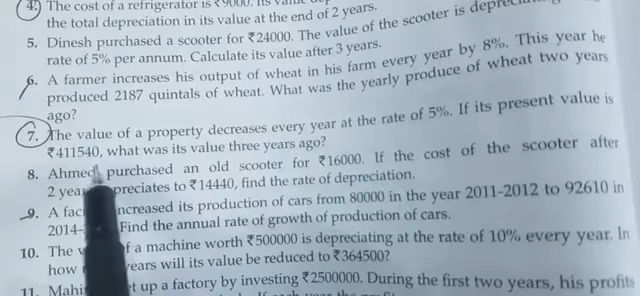 4. The cost of a refrigerator is ₹9000. Its value
the total depreciation in its value at the end of 2 years.
5. Dinesh purchased a scooter for ₹24000. The value of the scooter is
rate of 5% per annum. Calculate its value after 3 years.
6. A farmer increases his output of wheat in his farm every year by 8%. This year he
produced 2187 quintals of wheat. What was the yearly produce of wheat two years
ago?
7. The value of a property decreases every year at the rate of 5%. If its present value is
₹411540, what was its value three years ago?
8. Ahmed purchased an old scooter for ₹16000. If the cost of the scooter after
2 preciates to ₹14440, find the rate of depreciation.
9. A ncreased its production of cars from 80000 in the year 2011-2012 to 92610 in
2014- Find the annual rate of growth of production of cars.
10. The f a machine worth ₹500000 is depreciating at the rate of 10% every year. In
how years will its value be reduced to ₹364500?
11. t up a factory by investing ₹2500000. During the first two years, his profits